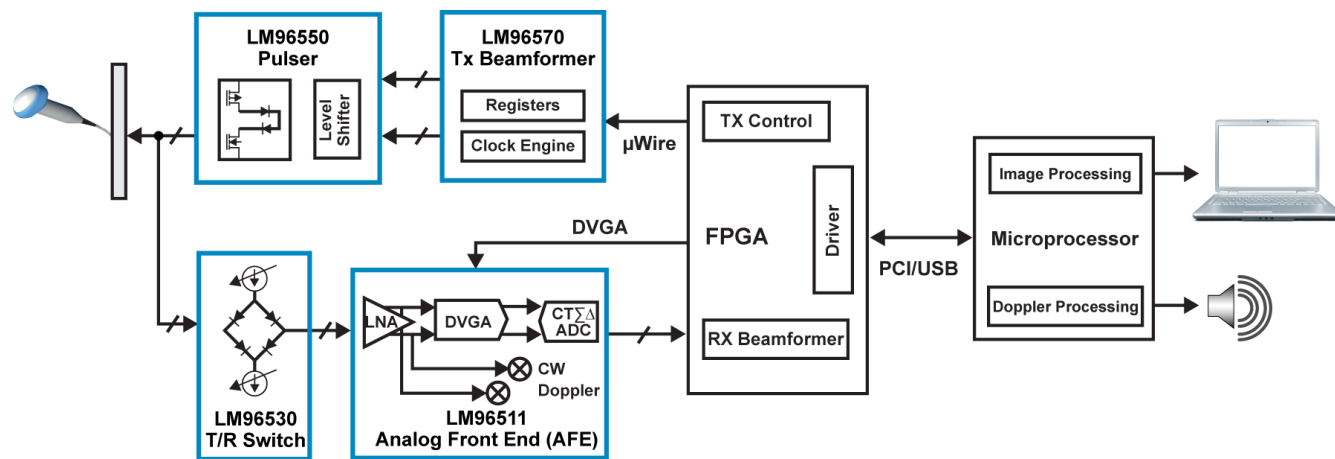 LM96550
Pulser
Level
Shifter
LM96570
Tx Beamformer
Registers
Clock Engine
µWire
TX Control
FPGA
Driver
RX Beamformer
DVGA
PCI/USB
Image Processing
Microprocessor
Doppler Processing
LM96530
T/R Switch
LNA
DVGA
CT∑∆
ADC
CW
Doppler
LM96511
Analog Front End (AFE)